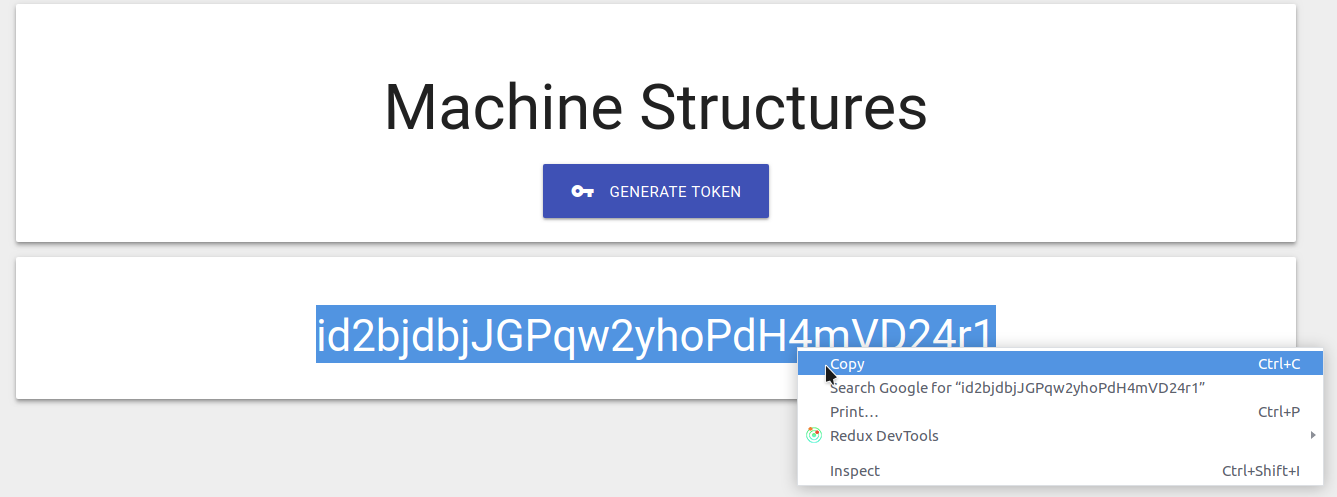 Machine Structures
GENERATE TOKEN
id2bjdbjJGPqw2yhoPdH4mVD24r1
Copy Ctrl+C
Search Google for “id2bjdbjJGPqw2yhoPdH4mVD24r1”
Print… Ctrl+P
Redux DevTools
Inspect Ctrl+Shift+I